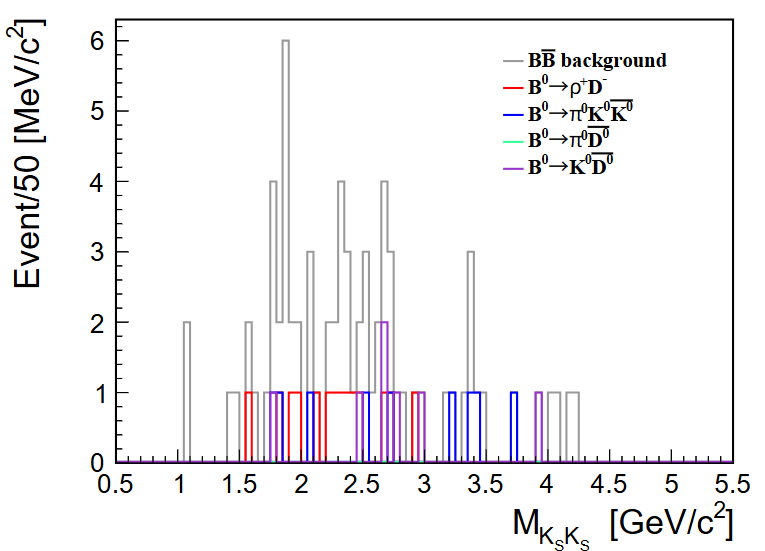 Event/50 [MeV/c²]
6
5
4
3
2
1
0
BB̅ background
B⁰→ρ⁺D⁻
B⁰→π⁰K⁰K̅⁰
B⁰→π⁰D̅⁰
B⁰→K⁰D̅⁰
0.5 1 1.5 2 2.5 3 3.5 4 4.5 5 5.5
M_{K_SK_S} [GeV/c²]